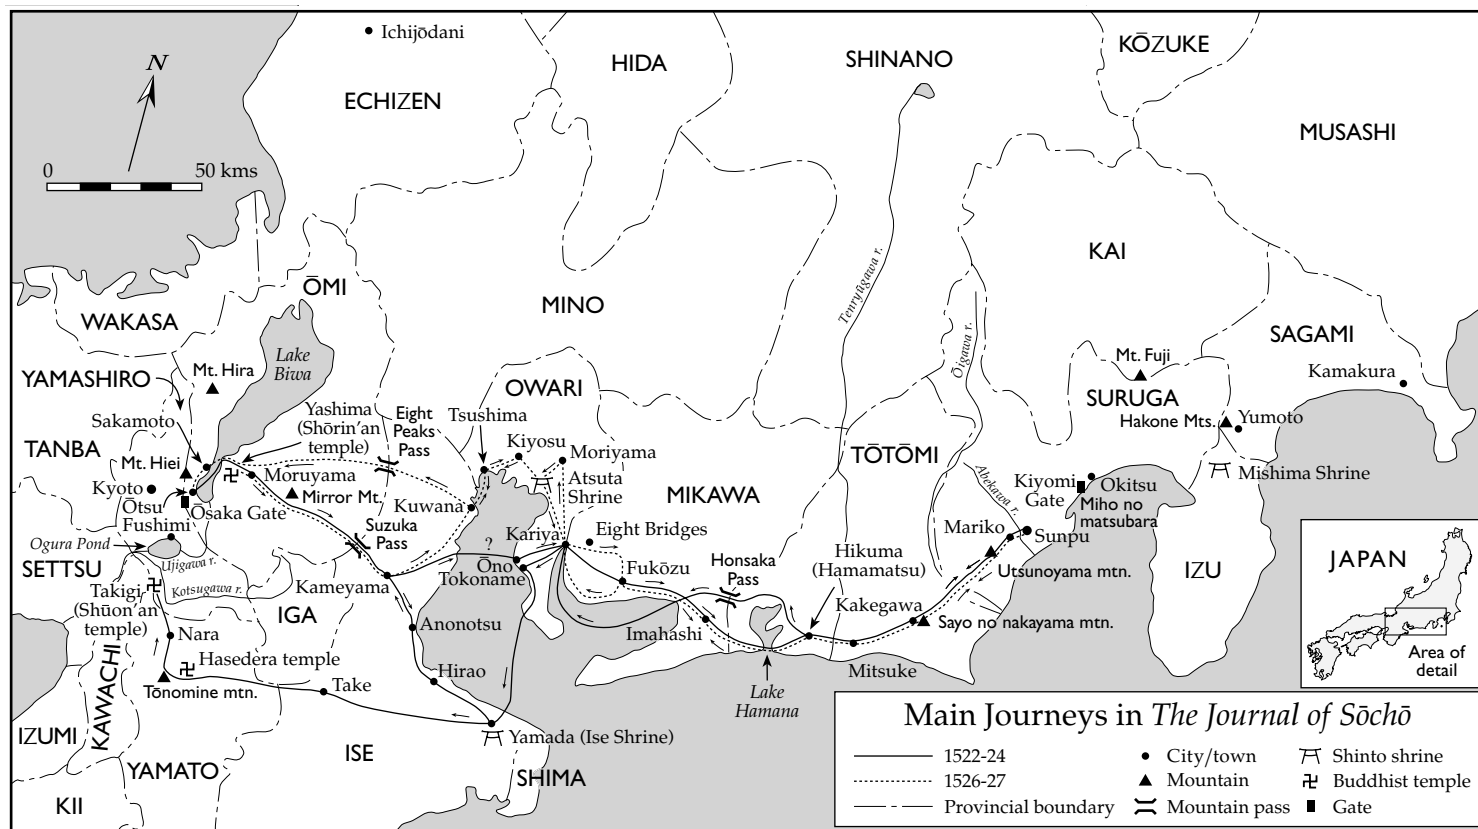 Ichijōdani
HIDA
SHINANO
KŌZUKE
N
ECHIZEN
MUSASHI
0
50 kms
KAI
Tenryūgawa r.
ŌMI
MINO
WAKASA
Ōigawa r.
SAGAMI
Lake
Biwa
Mt. Hira
Mt. Fuji
Kamakura
YAMASHIRO
OWARI
SURUGA
Hakone Mts.
Yumoto
Sakamoto
Yashima
(Shōrin'an
temple)
Eight
Peaks
Pass
Tsushima
Kiyosu
Moriyama
TANBA
TŌTŌMI
Mt. Hiei
Moruyama
Atsuta
Shrine
Abekawa r.
Mishima Shrine
Kyoto
Mirror Mt.
Kuwana
MIKAWA
Kiyomi
Gate
Okitsu
Miho no
matsubara
Ōtsu
Ōsaka Gate
Fushimi
Suzuka
Pass
Kariya
Eight Bridges
Mariko
Sunpu
Ogura Pond
?
Ōno
Tokoname
Honsaka
Pass
Hikuma
(Hamamatsu)
Utsunoyama mtn.
JAPAN
SETTSU
Ujigawa r.
Kotsugawa r.
Kameyama
Fukōzu
IZU
Takigi
(Shūon'an
temple)
IGA
Kakegawa
Anonotsu
Imahashi
Sayo no nakayama mtn.
Nara
Area of
detail
Hasedera temple
Hirao
Mitsuke
KAWACHI
Tōnomine mtn.
Take
Lake
Hamana
IZUMI
ISE
Yamada (Ise Shrine)
YAMATO
SHIMA
KII
Main Journeys in The Journal of Sōchō
1522-24
City/town
Shinto shrine
1526-27
Mountain
Buddhist temple
Provincial boundary
Mountain pass
Gate